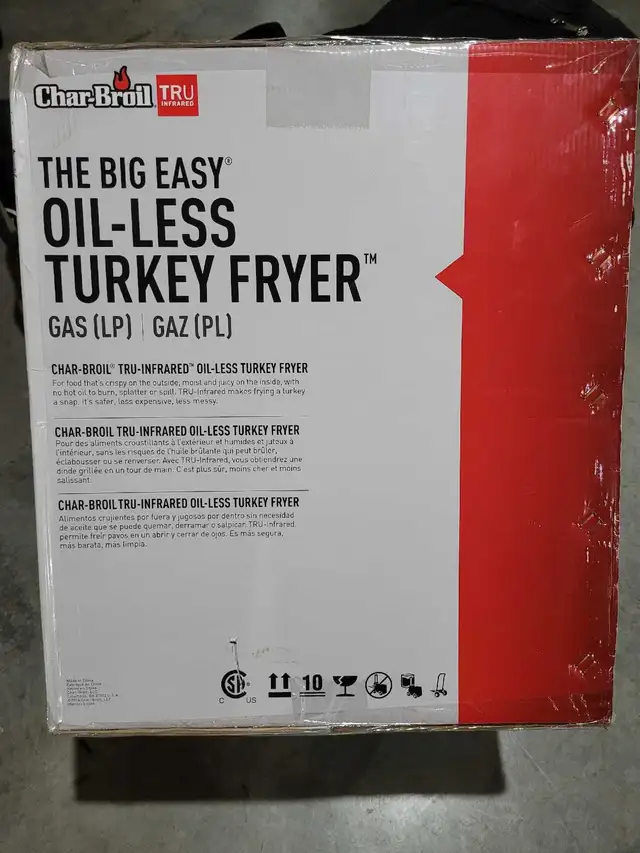 Char-Broil TRU INFRARED
THE BIG EASY®
OIL-LESS
TURKEY FRYER™
GAS (LP) | GAZ (PL)
CHAR-BROIL® TRU-INFRARED™ OIL-LESS TURKEY FRYER
For food that's crispy on the outside, moist and juicy on the inside, with
no hot oil to burn, splatter or spill. TRU-Infrared makes frying a turkey
a snap. It's safer, less expensive, less messy.
CHAR-BROIL TRU-INFRARED OIL-LESS TURKEY FRYER
Pour des aliments croustillants à l'extérieur et humides et juteux à
l'intérieur, sans les risques de l'huile brûlante qui peut brûler,
éclabousser ou se renverser. Avec TRU-Infrared, vous obtiendrez une
dinde grillée en un tour de main. C'est plus sûr, moins cher et moins
salissant.
CHAR-BROIL TRU-INFRARED OIL-LESS TURKEY FRYER
Alimentos crujientes por fuera y jugosos por dentro sin necesidad
de aceite que se puede quemar, derramar o salpicar. TRU-Infrared
permite freír pavos en un abrir y cerrar de ojos. Es más segura,
más barata, más limpia.
Made in China
SA ® 10
C US